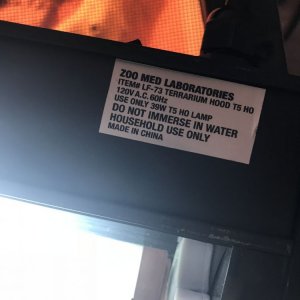 ZOO MED LABORATORIES
ITEM# LF-73 TERRARIUM HOOD T5 HO
120V A.C. 60Hz
USE ONLY 39W T5 HO LAMP
DO NOT IMMERSE IN WATER
HOUSEHOLD USE ONLY
MADE IN CHINA